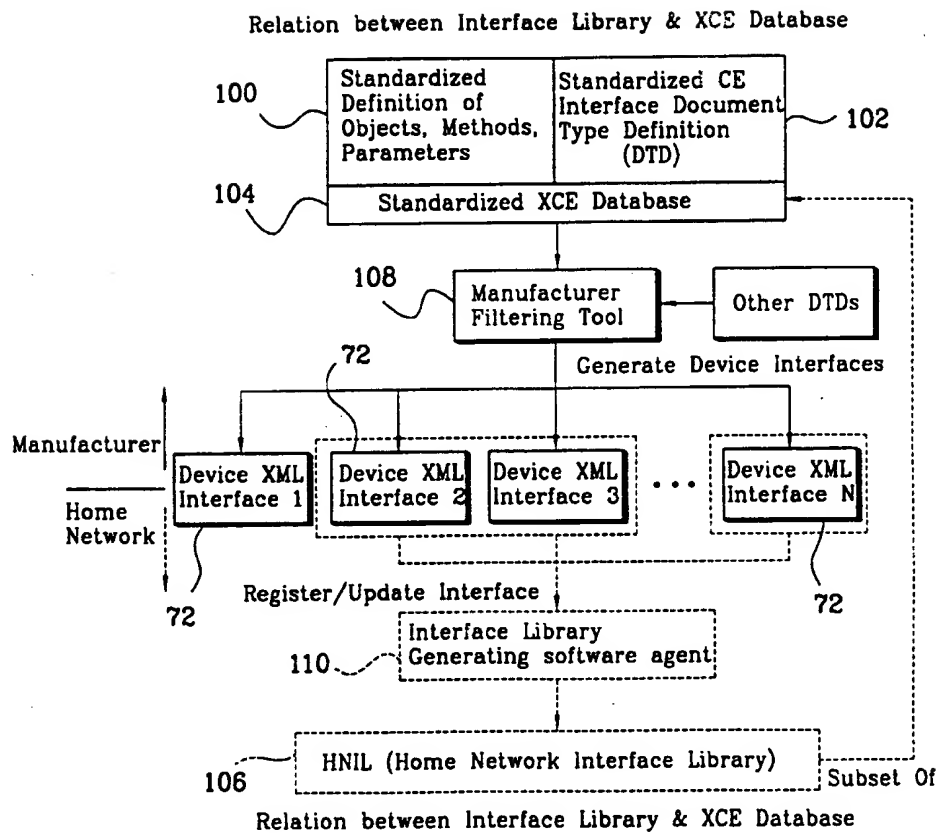 Relation between Interface Library & XCE Database
100
Standardized
Definition of
Objects, Methods,
Parameters
Standardized CE
Interface Document
Type Definition
(DTD)
102
104
Standardized XCE Database
108
Manufacturer
Filtering Tool
Other DTDs
72
Generate Device Interfaces
Manufacturer
Home
Network
Device XML
Interface 1
Device XML
Interface 2
Device XML
Interface 3
•••
Device XML
Interface N
72
72
Register/Update Interface
110
Interface Library
Generating software agent
106
HNIL (Home Network Interface Library)
Subset Of
Relation between Interface Library & XCE Database